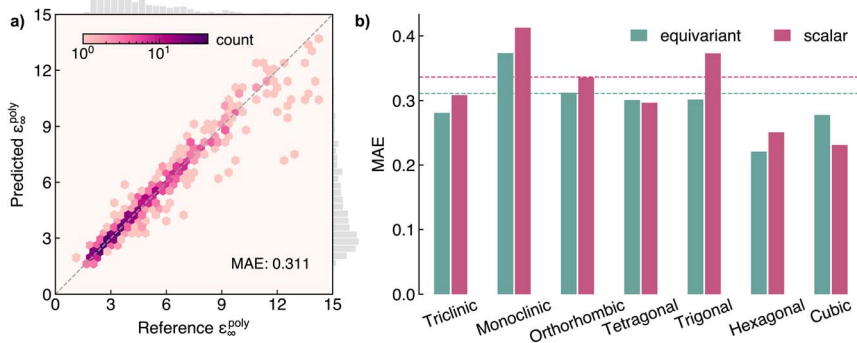 a)
15
12
9
6
3
0
0 3 6 9 12 15
Predicted ε∞poly
Reference ε∞poly
10⁰ 10¹
count
MAE: 0.311
b)
equivariant scalar
0.4
0.3
0.2
0.1
0.0
MAE
Triclinic
Monoclinic
Orthorhombic
Tetragonal
Trigonal
Hexagonal
Cubic